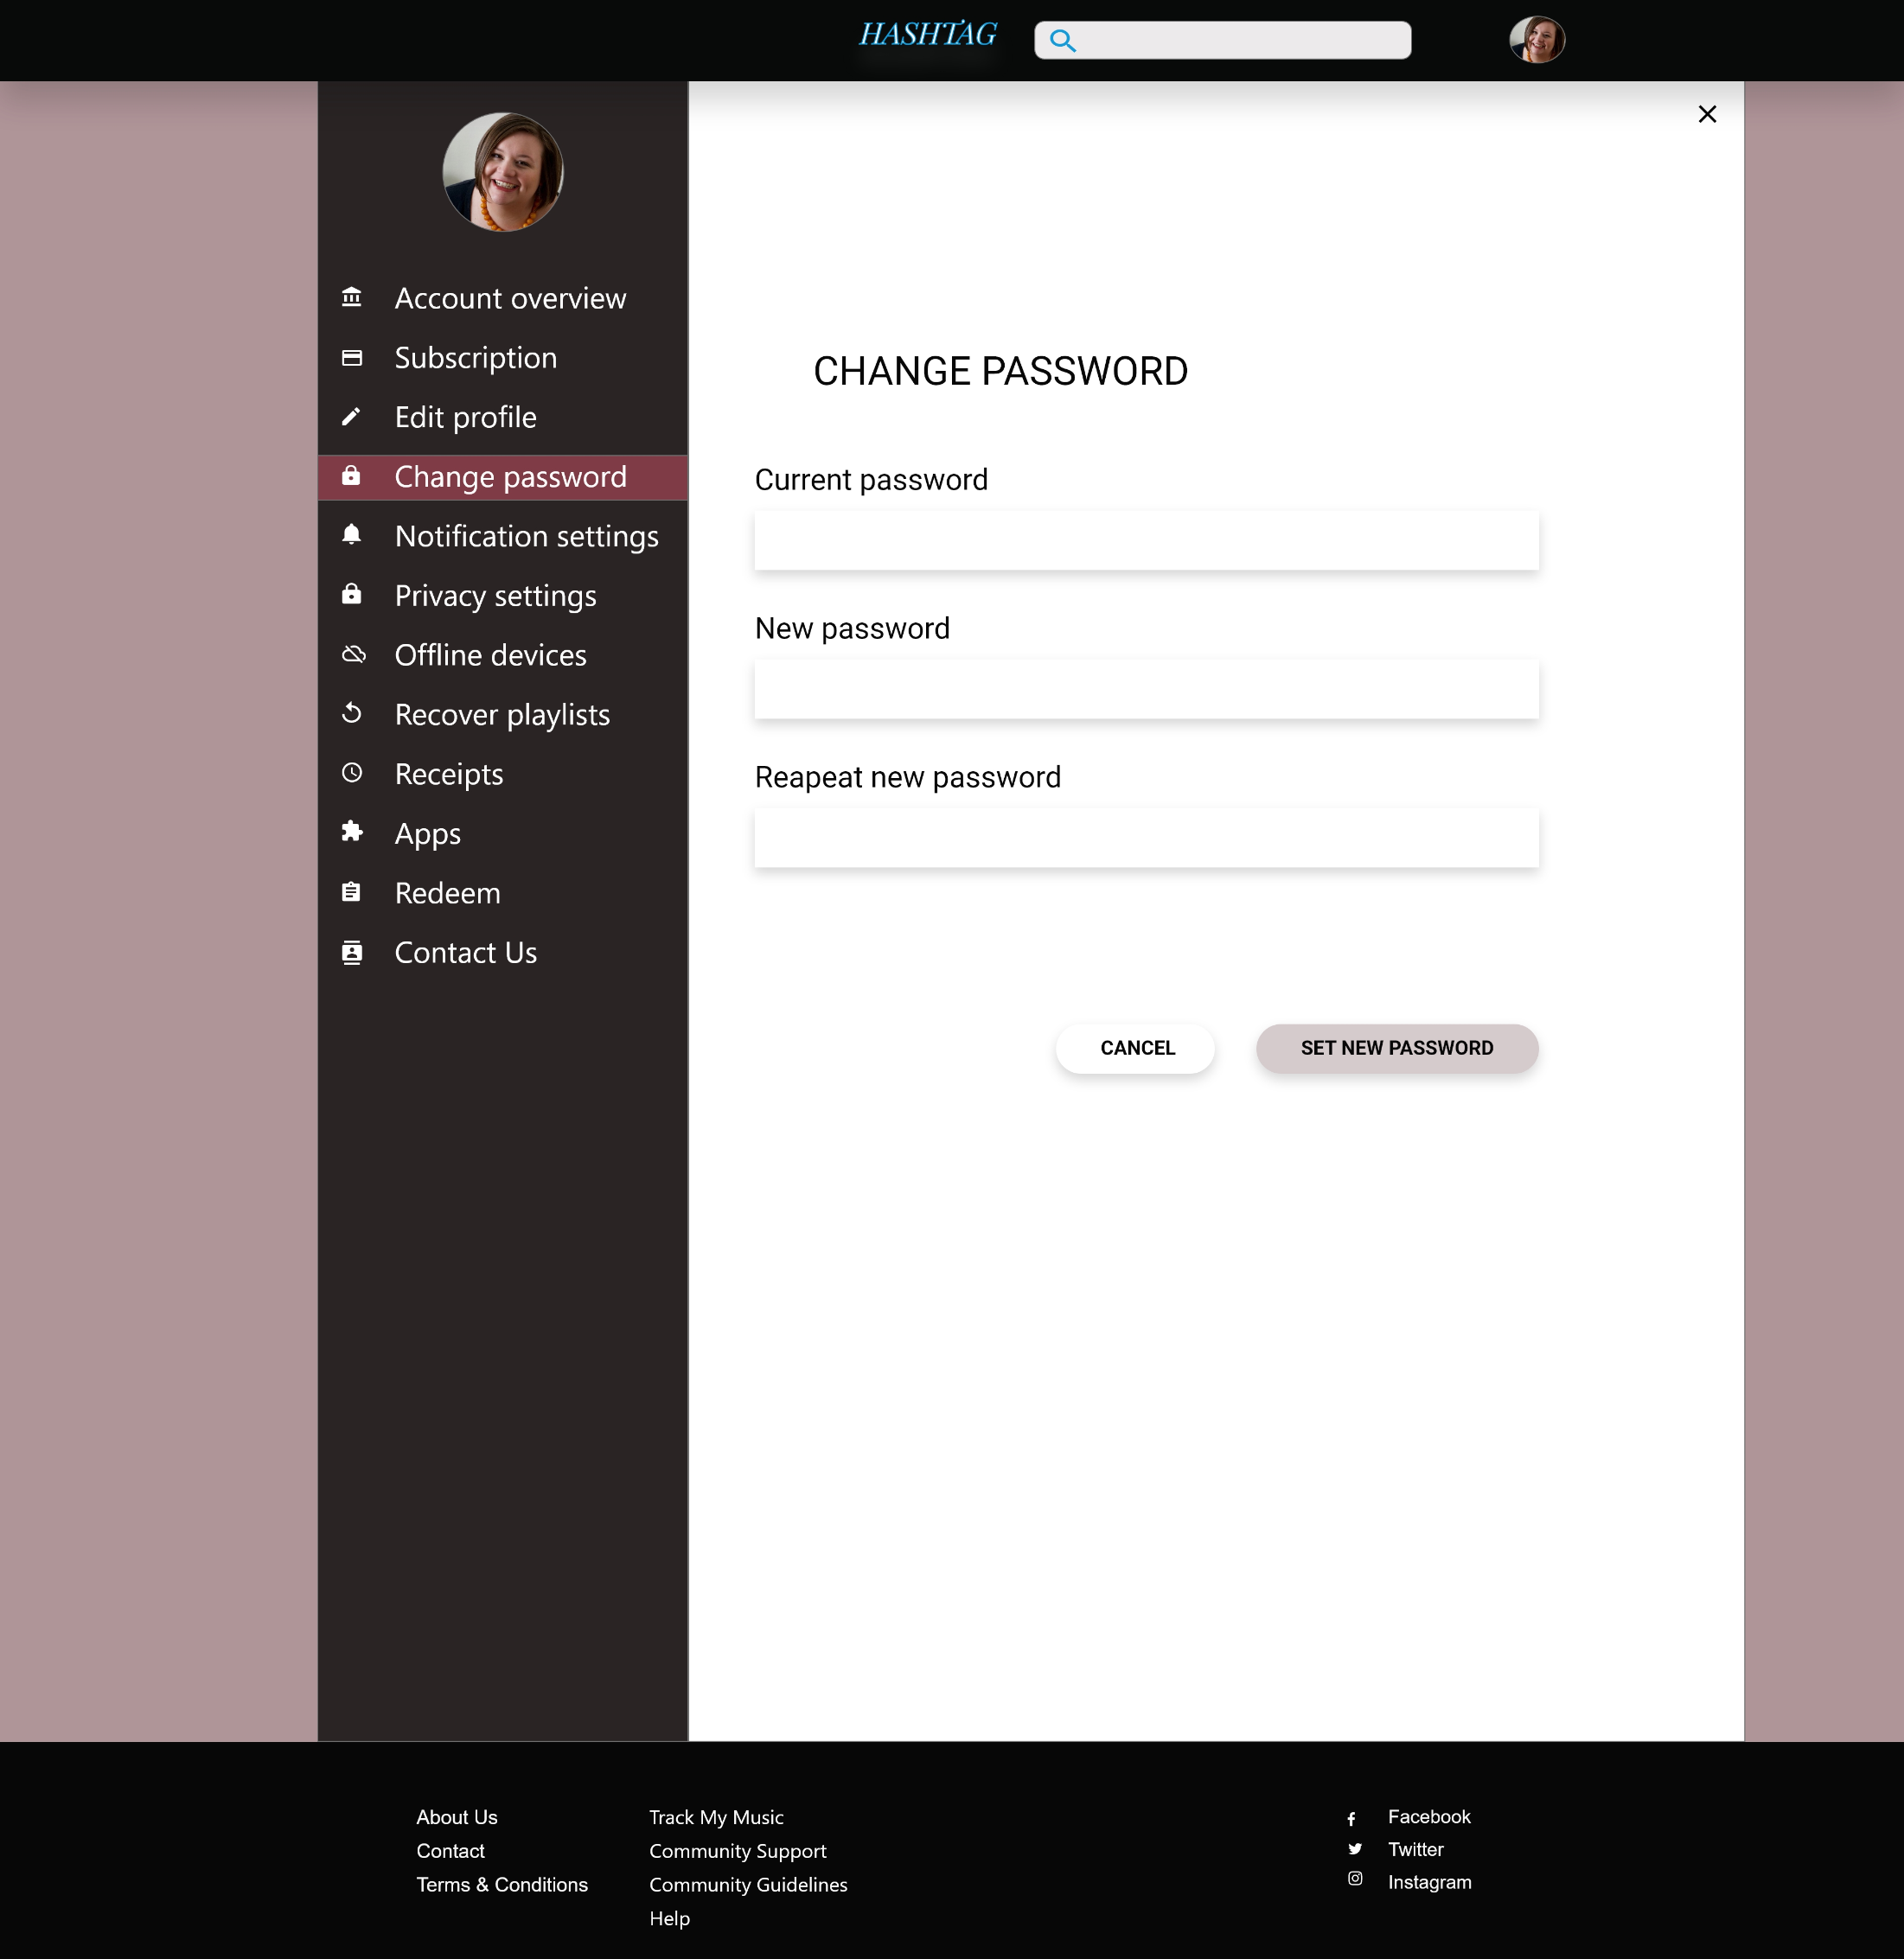 HASHTAG
Account overview
Subscription
Edit profile
Change password
Notification settings
Privacy settings
Offline devices
Recover playlists
Receipts
Apps
Redeem
Contact Us
CHANGE PASSWORD
Current password
New password
Reapeat new password
CANCEL
SET NEW PASSWORD
About Us
Contact
Terms & Conditions
Track My Music
Community Support
Community Guidelines
Help
Facebook
Twitter
Instagram